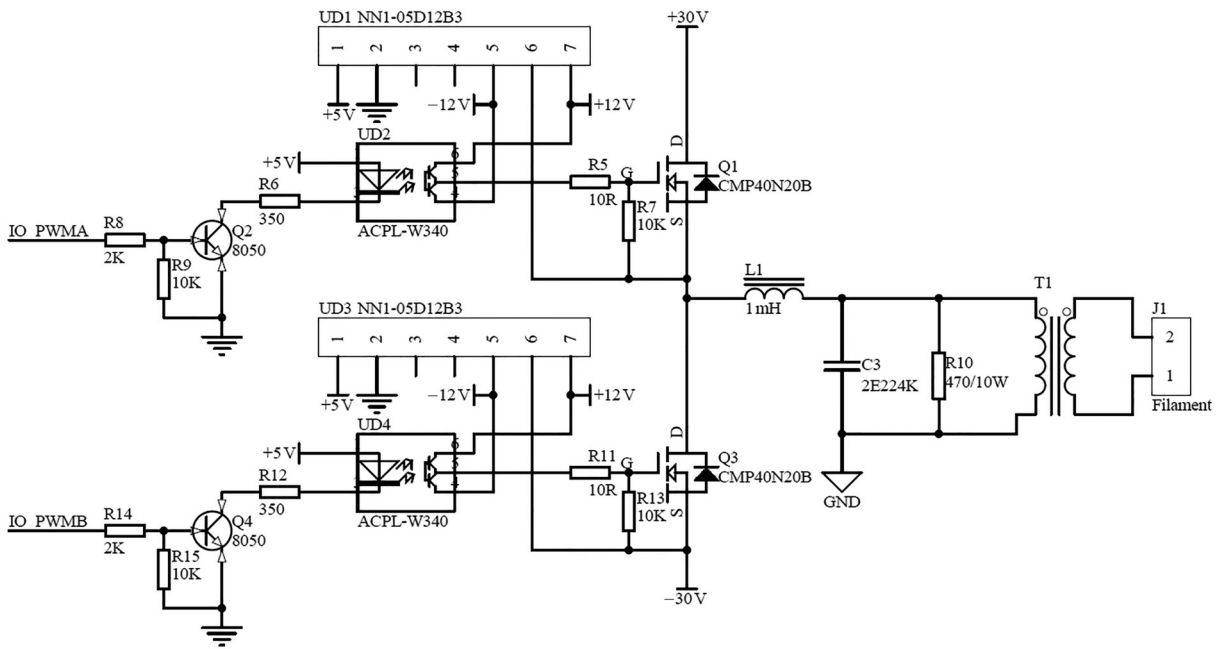 UD1 NN1-05D12B3
1 2 3 4 5 6 7
+5V
−12V
+12V
+30V
UD2
+5V
6
5
4
ACPL-W340
R6
350
R5
10R
G
R7
10K
D
S
Q1
CMP40N20B
IO_PWMA
R8
2K
R9
10K
Q2
8050
UD3 NN1-05D12B3
1 2 3 4 5 6 7
+5V
−12V
+12V
L1
1mH
C3
2E224K
R10
470/10W
T1
J1
2
1
Filament
GND
UD4
+5V
6
5
4
ACPL-W340
R12
350
R11
10R
G
R13
10K
D
S
Q3
CMP40N20B
IO_PWMB
R14
2K
R15
10K
Q4
8050
−30V